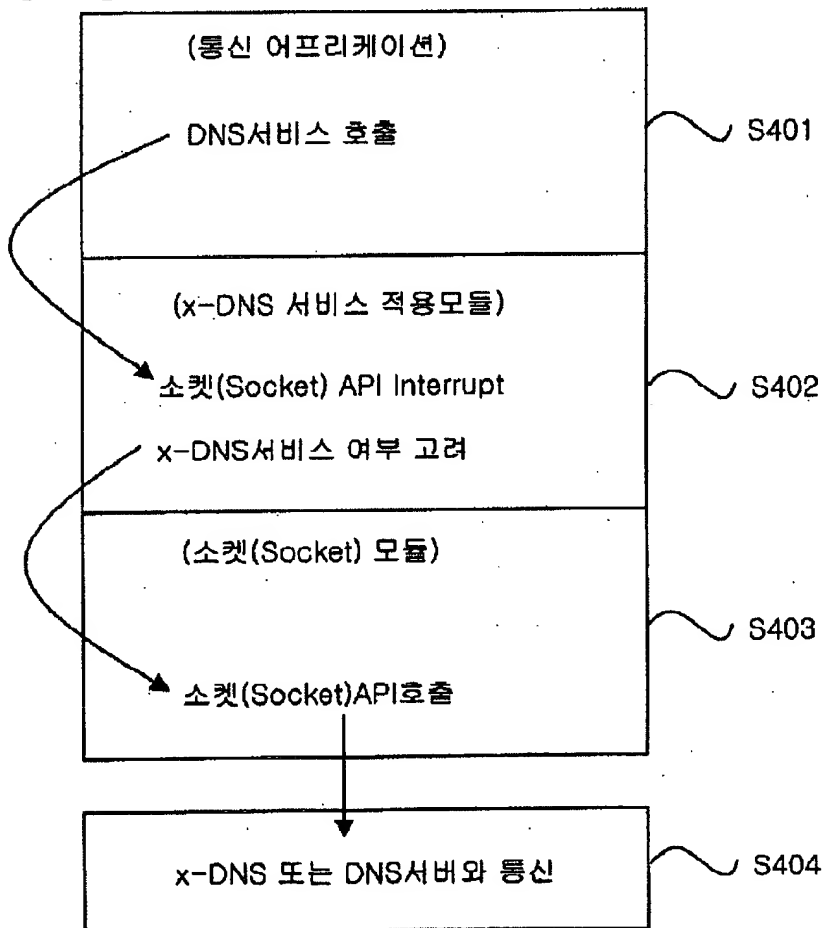 (통신 어프리케이션)
DNS서비스 호출
S401
(x-DNS 서비스 적용모듈)
소켓(Socket) API Interrupt
S402
x-DNS서비스 여부 고려
(소켓(Socket) 모듈)
S403
소켓(Socket)API호출
x-DNS 또는 DNS서버와 통신
S404